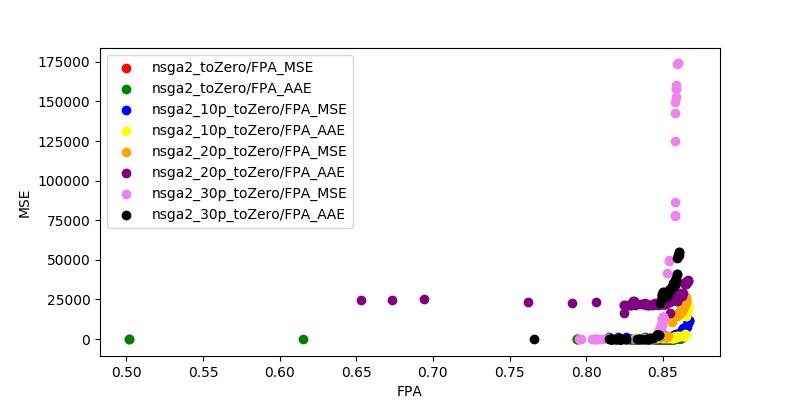 175000
150000
125000
100000
75000
50000
25000
0
MSE
nsga2_toZero/FPA_MSE
nsga2_toZero/FPA_AAE
nsga2_10p_toZero/FPA_MSE
nsga2_10p_toZero/FPA_AAE
nsga2_20p_toZero/FPA_MSE
nsga2_20p_toZero/FPA_AAE
nsga2_30p_toZero/FPA_MSE
nsga2_30p_toZero/FPA_AAE
0.50 0.55 0.60 0.65 0.70 0.75 0.80 0.85
FPA